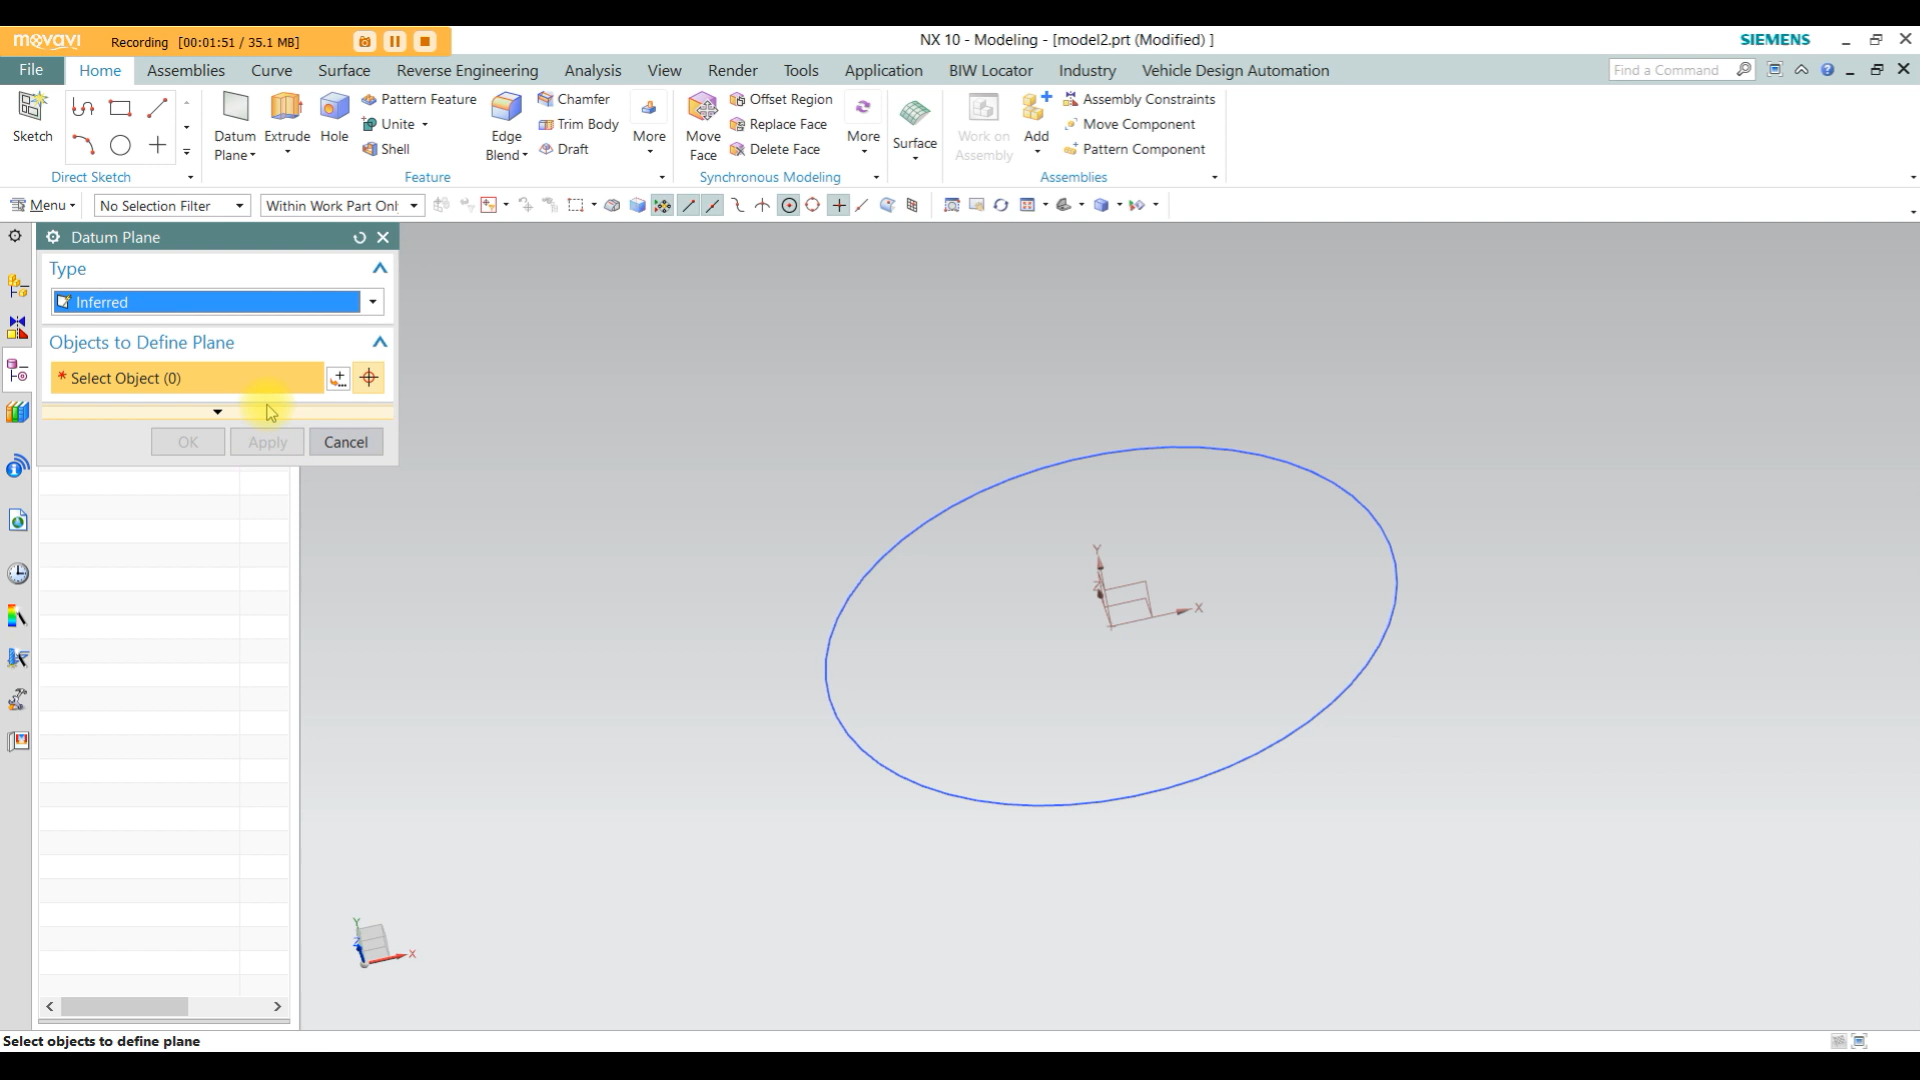 movavi Recording [00:01:51 / 35.1 MB] NX 10 - Modeling - [model2.prt (Modified) ] SIEMENS
File Home Assemblies Curve Surface Reverse Engineering Analysis View Render Tools Application BIW Locator Industry Vehicle Design Automation Find a Command
Sketch
Direct Sketch
Datum Plane
Extrude
Hole
Pattern Feature
Unite
Shell
Edge Blend
Chamfer
Trim Body
Draft
More
Feature
Move Face
Offset Region
Replace Face
Delete Face
More
Synchronous Modeling
Surface
Work on Assembly
Add
Assembly Constraints
Move Component
Pattern Component
Assemblies
Menu No Selection Filter Within Work Part Onl
Datum Plane
Type
Inferred
Objects to Define Plane
* Select Object (0)
OK Apply Cancel
Y
Z
X
Y
Z
X
Select objects to define plane